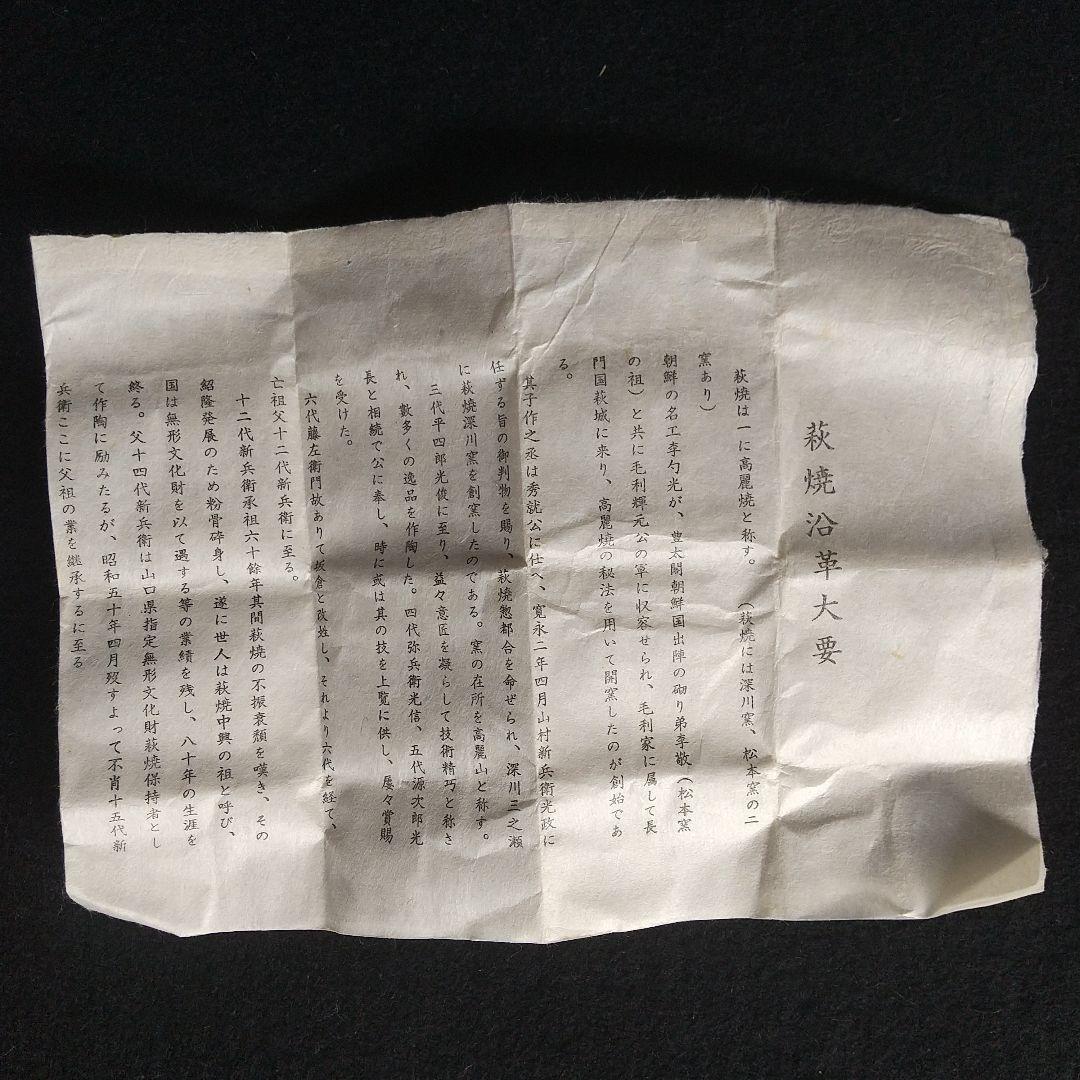 萩焼沿革大要
萩焼は一に高麗焼と称す。（萩焼には深川窯、松本窯の二
窯あり）
朝鮮の名工李勺光が、豊太閤朝鮮国出陣の砌り弟李敬（松本窯
の祖）と共に毛利輝元公の軍に収容せられ、毛利家に属して長
門国萩城に来り、高麗焼の秘法を用いて開窯したのが創始であ
る。
其子作之丞は秀就公に仕へ、寛永二年四月山村新兵衛光政に
任ずる旨の御判物を賜り、萩焼惣都合を命ぜられ、深川三之瀬
に萩焼深川窯を創窯したのである。窯の在所を高麗山と称す。
三代平四郎光俊に至り、益々意匠を凝らして技術精巧と称さ
れ、數多くの逸品を作陶した。四代弥兵衛光信、五代源次郎光
長と相続で公に奉し、時に或は其の技を上覧に供し、屡々賞賜
を受けた。
六代藤左衛門故ありて坂倉と改姓し、それより六代を経て、
亡祖父十二代新兵衛に至る。
十二代新兵衛承祖六十餘年其間萩焼の不振衰頽を嘆き、その
紹隆発展のため粉骨砕身し、遂に世人は萩焼中興の祖と呼び、
国は無形文化財を以て遇する等の業績を残し、八十年の生涯を
終る。父十四代新兵衛は山口県指定無形文化財萩焼保持者とし
て作陶に励みたるが、昭和五十年四月歿すよって不肖十五代新
兵衛ここに父祖の業を継承するに至る